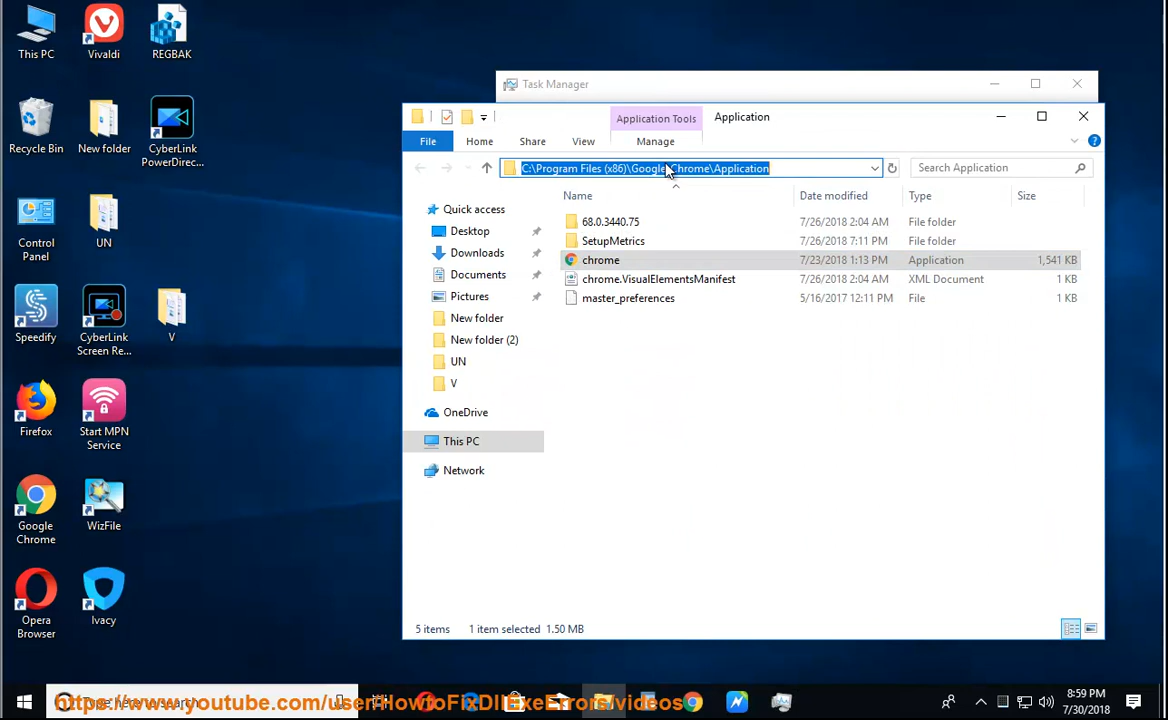 This PC
Vivaldi
REGBAK
Recycle Bin
New folder
CyberLink
PowerDirec...
Control
Panel
UN
Speedify
CyberLink
Screen Re...
V
Firefox
Start MPN
Service
Google
Chrome
WizFile
Opera
Browser
Ivacy
Task Manager
Application Tools
Application
File
Home
Share
View
Manage
C:\Program Files (x86)\Google\Chrome\Application
Search Application
Quick access
Desktop
Downloads
Documents
Pictures
New folder
New folder (2)
UN
V
OneDrive
This PC
Network
Name Date modified Type Size
68.0.3440.75 7/26/2018 2:04 AM File folder
SetupMetrics 7/26/2018 7:11 PM File folder
chrome 7/23/2018 1:13 PM Application 1,541 KB
chrome.VisualElementsManifest 7/26/2018 2:04 AM XML Document 1 KB
master_preferences 5/16/2017 12:11 PM File 1 KB
5 items 1 item selected 1.50 MB
Type here to search
https://www.youtube.com/user/HowtoFixDllExeErrors/videos
8:59 PM
7/30/2018